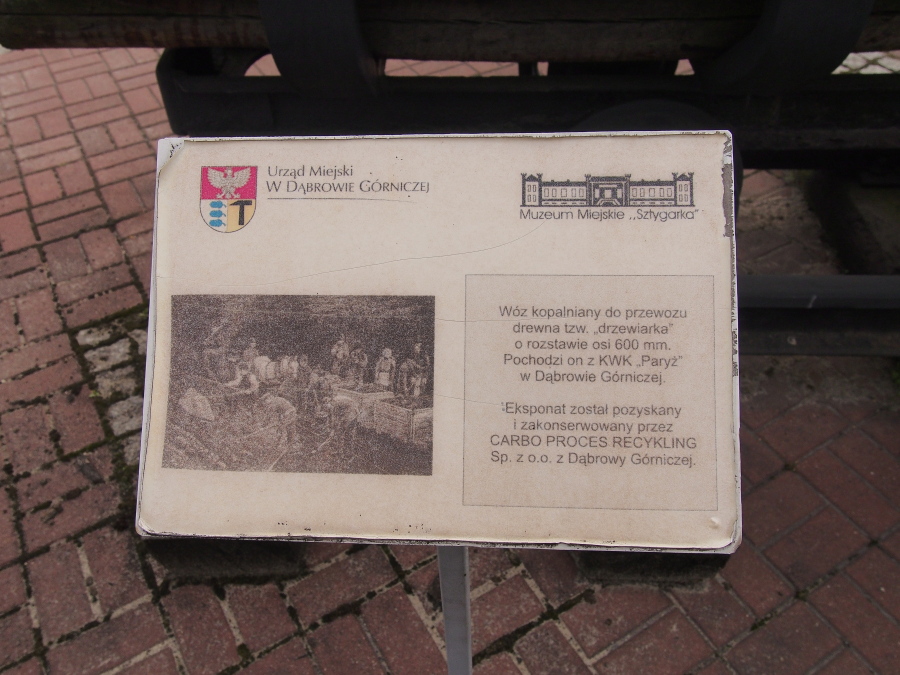 Urząd Miejski
W DĄBROWIE GÓRNICZEJ
Muzeum Miejskie ,,Sztygarka"
Wóz kopalniany do przewozu
drewna tzw. „drzewiarka"
o rozstawie osi 600 mm.
Pochodzi on z KWK „Paryż"
w Dąbrowie Górniczej.
Eksponat został pozyskany
i zakonserwowany przez
CARBO PROCES RECYKLING
Sp. z o.o. z Dąbrowy Górniczej.